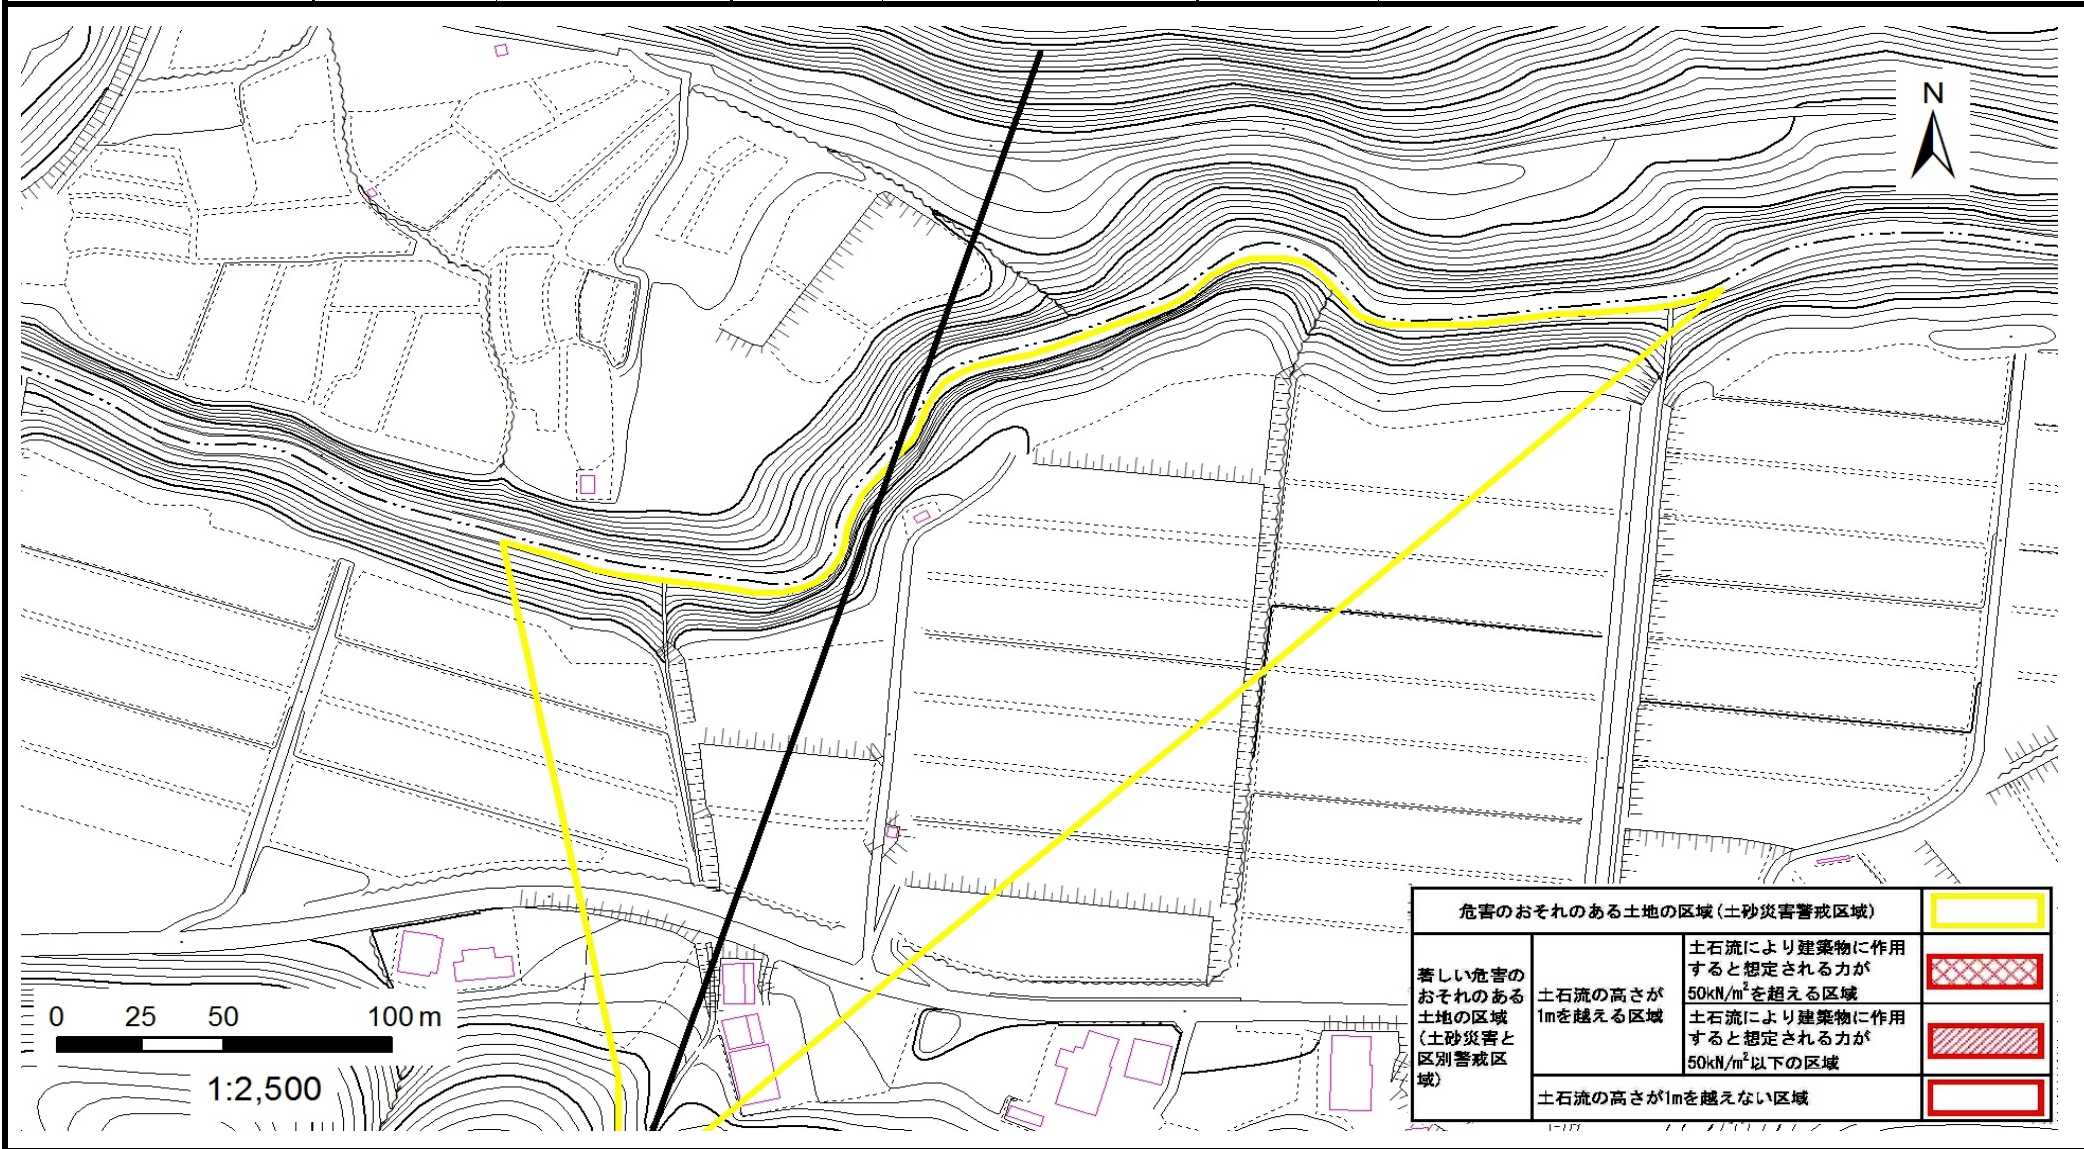 N
危害のおそれのある土地の区域(土砂災害警戒区域)
著しい危害の
おそれのある
土地の区域
(土砂災害と
区別警戒区
域)
土石流の高さが
1mを越える区域
土石流により建築物に作用
すると想定される力が
50kN/m²を超える区域
土石流により建築物に作用
すると想定される力が
50kN/m²以下の区域
土石流の高さが1mを越えない区域
0 25 50 100 m
1:2,500